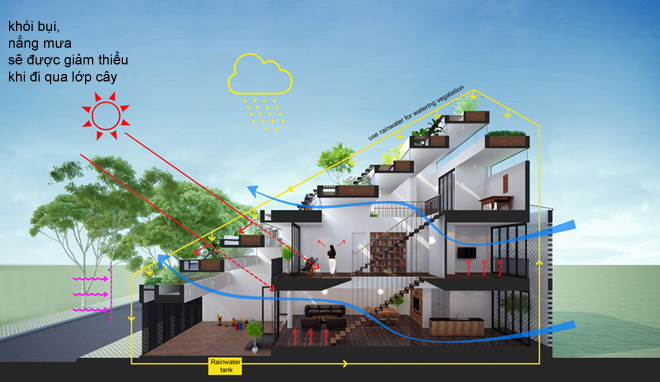 khói bụi,
nắng mưa
sẽ được giảm thiểu
khi đi qua lớp cây
use rainwater for watering vegatation
Rainwater
tank